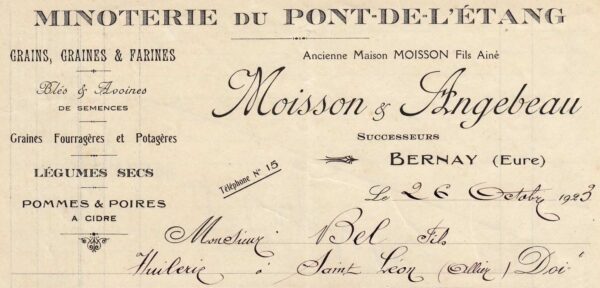 MINOTERIE DU PONT-DE-L'ÉTANG
GRAINS, GRAINES & FARINES
Blés & Avoines
DE SEMENCES
Graines Fourragères et Potagères
LÉGUMES SECS
POMMES & POIRES
A CIDRE
Ancienne Maison MOISSON Fils Ainé
Moisson & Angebeau
SUCCESSEURS
BERNAY (Eure)
Téléphone N° 15
Le 26 Octobre 1923
Monsieur Bel Fils
Huilerie à Saint Léon (Allier) Doit